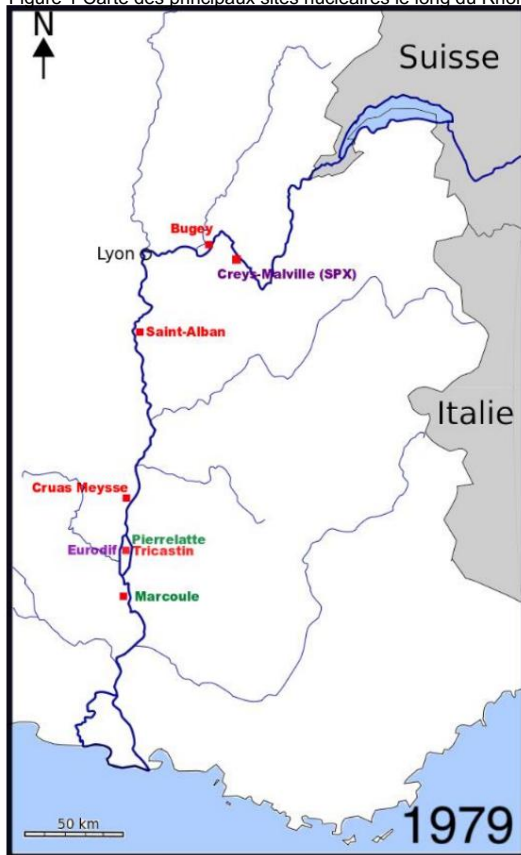 Figure 1 Carte des principaux sites nucléaires le long du Rhôn
N
Suisse
Bugey
Lyon
Creys-Malville (SPX)
Saint-Alban
Italie
Cruas Meysse
Pierrelatte
Eurodif Tricastin
Marcoule
50 km
1979